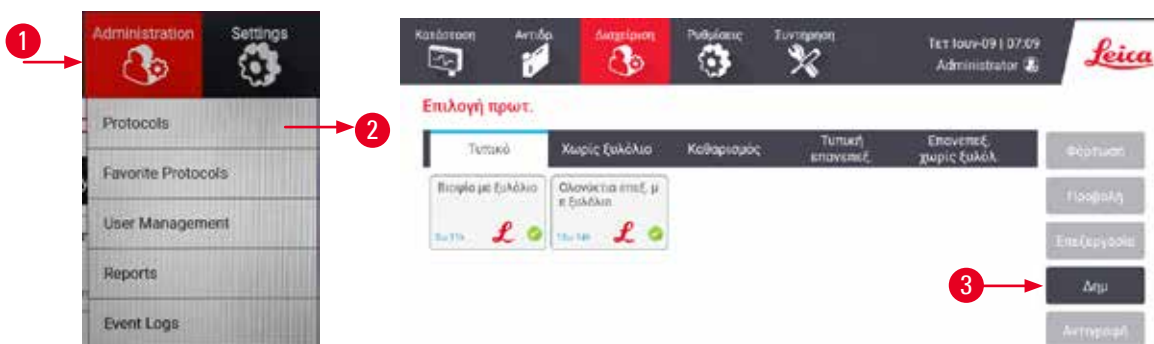 1
Administration
Settings
Protocols
2
Favorite Protocols
User Management
Reports
Event Logs
Κατάσταση
Αντιδρ
Διαχείριση
Ρυθμίσεις
Συντήρηση
Τετ Ιουν-09 | 07:09
Administrator
Leica
Επιλογή πρωτ.
Τυπικό
Χωρίς ξυλόλιο
Καθαρισμός
Τυπική
επανεπεξ.
Επανεπεξ.
χωρίς ξυλόλ.
Φόρτωση
Προβολή
Επεξεργασία
3
Δημ
Αντιγραφή
Βιοψία με ξυλόλιο
Ολονύκτια επεξ. μ
ε ξυλόλιο